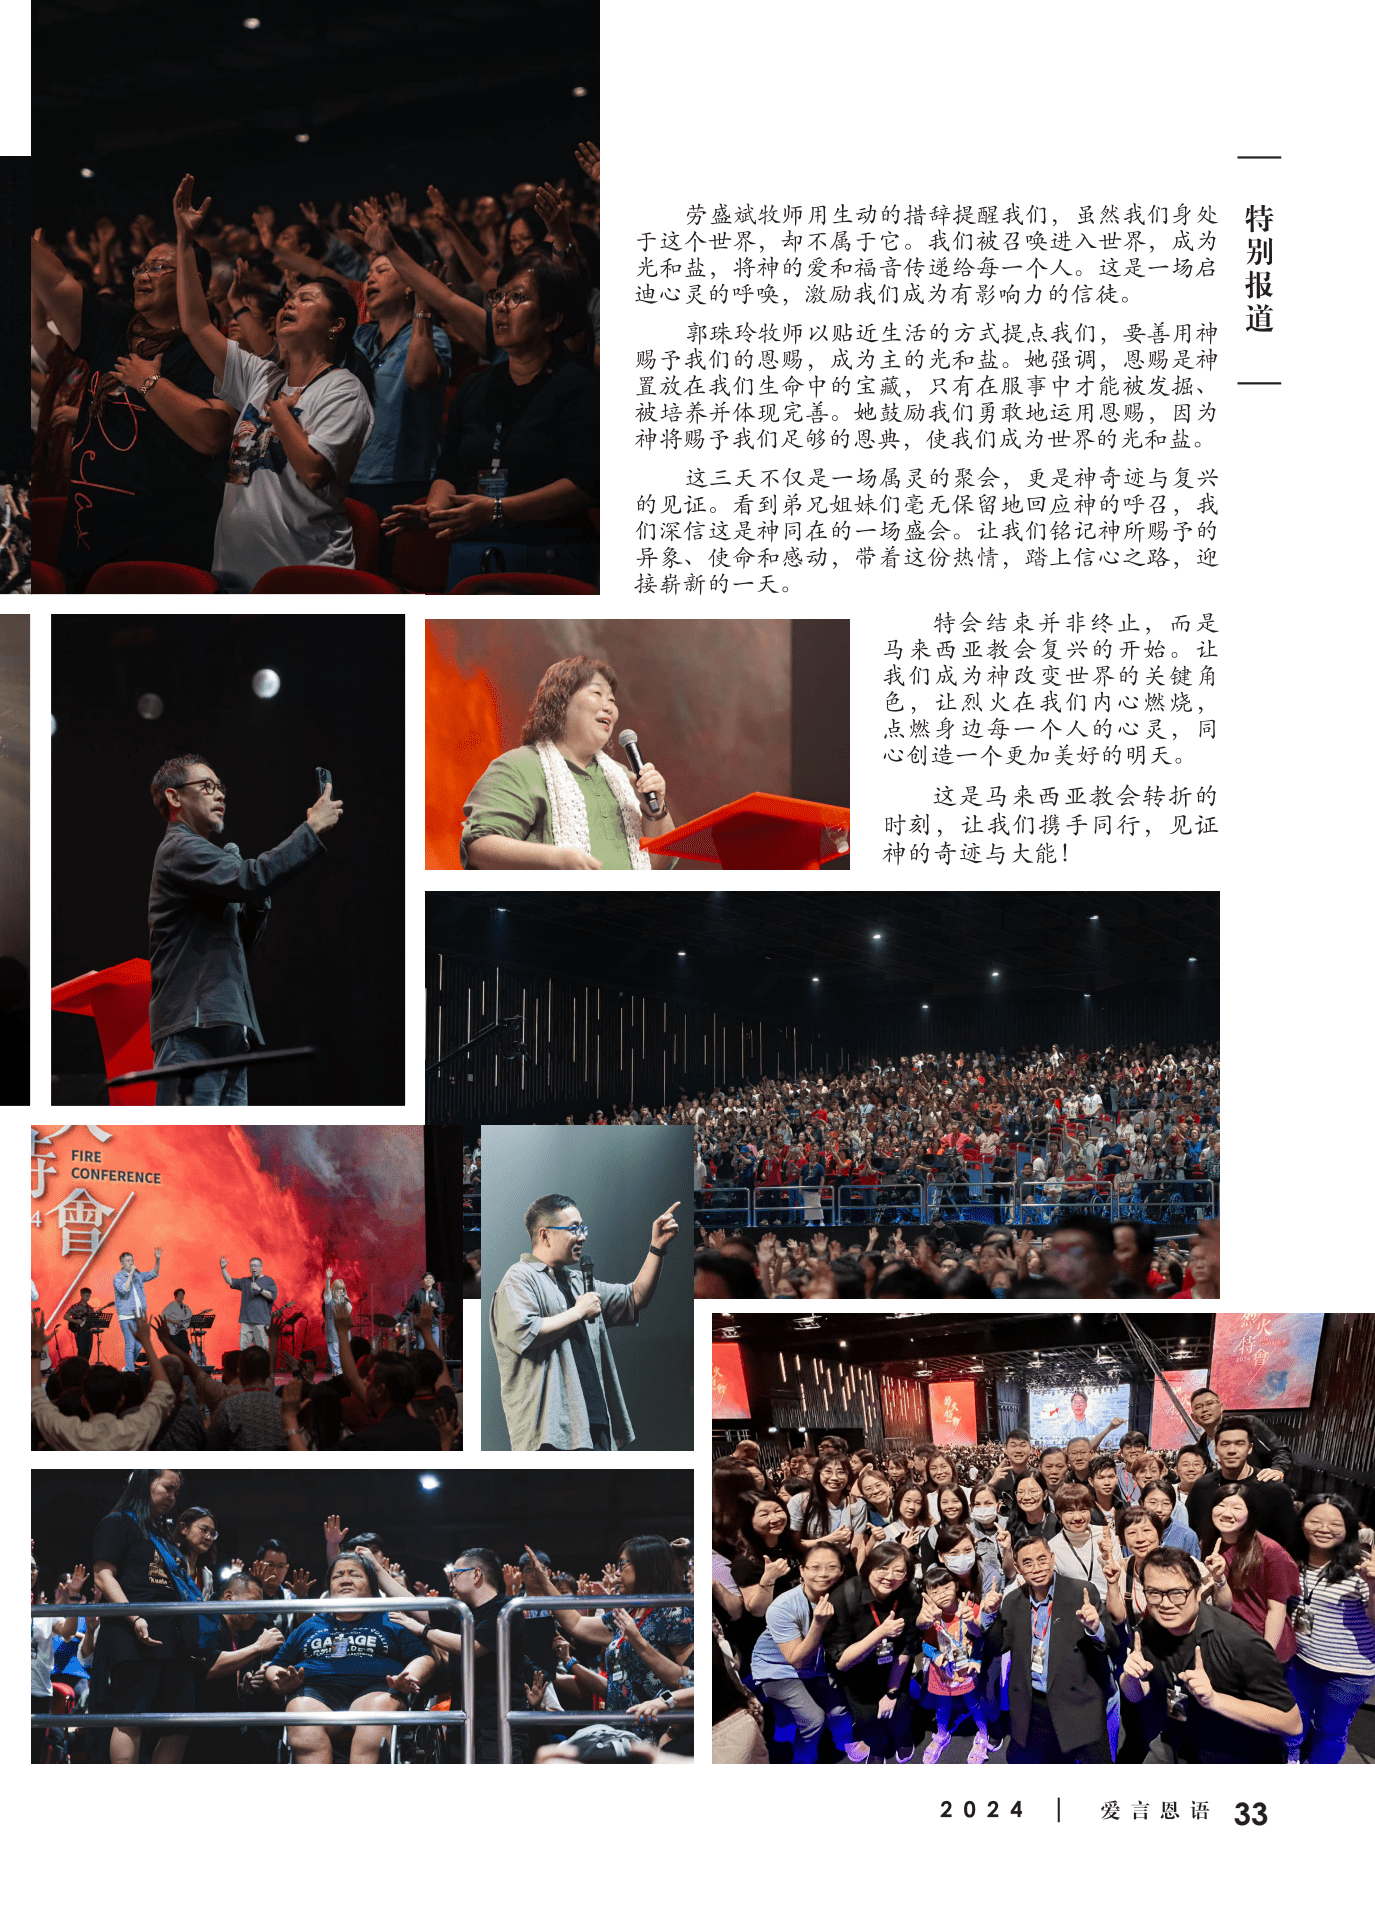 特别报道
劳盛斌牧师用生动的措辞提醒我们，虽然我们身处
于这个世界，却不属于它。我们被召唤进入世界，成为
光和盐，将神的爱和福音传递给每一个人。这是一场启
迪心灵的呼唤，激励我们成为有影响力的信徒。
郭珠玲牧师以贴近生活的方式提点我们，要善用神
赐予我们的恩赐，成为主的光和盐。她强调，恩赐是神
置放在我们生命中的宝藏，只有在服事中才能被发掘、
被培养并体现完善。她鼓励我们勇敢地运用恩赐，因为
神将赐予我们足够的恩典，使我们成为世界的光和盐。
这三天不仅是一场属灵的聚会，更是神奇迹与复兴
的见证。看到弟兄姐妹们毫无保留地回应神的呼召，我
们深信这是神同在的一场盛会。让我们铭记神所赐予的
异象、使命和感动，带着这份热情，踏上信心之路，迎
接崭新的一天。
特会结束并非终止，而是
马来西亚教会复兴的开始。让
我们成为神改变世界的关键角
色，让烈火在我们内心燃烧，
点燃身边每一个人的心灵，同
心创造一个更加美好的明天。
这是马来西亚教会转折的
时刻，让我们携手同行，见证
神的奇迹与大能！
Relax
FIRE
CONFERENCE
會
4
GARAGE
火
特會
2024
2024 | 爱言恩语 33